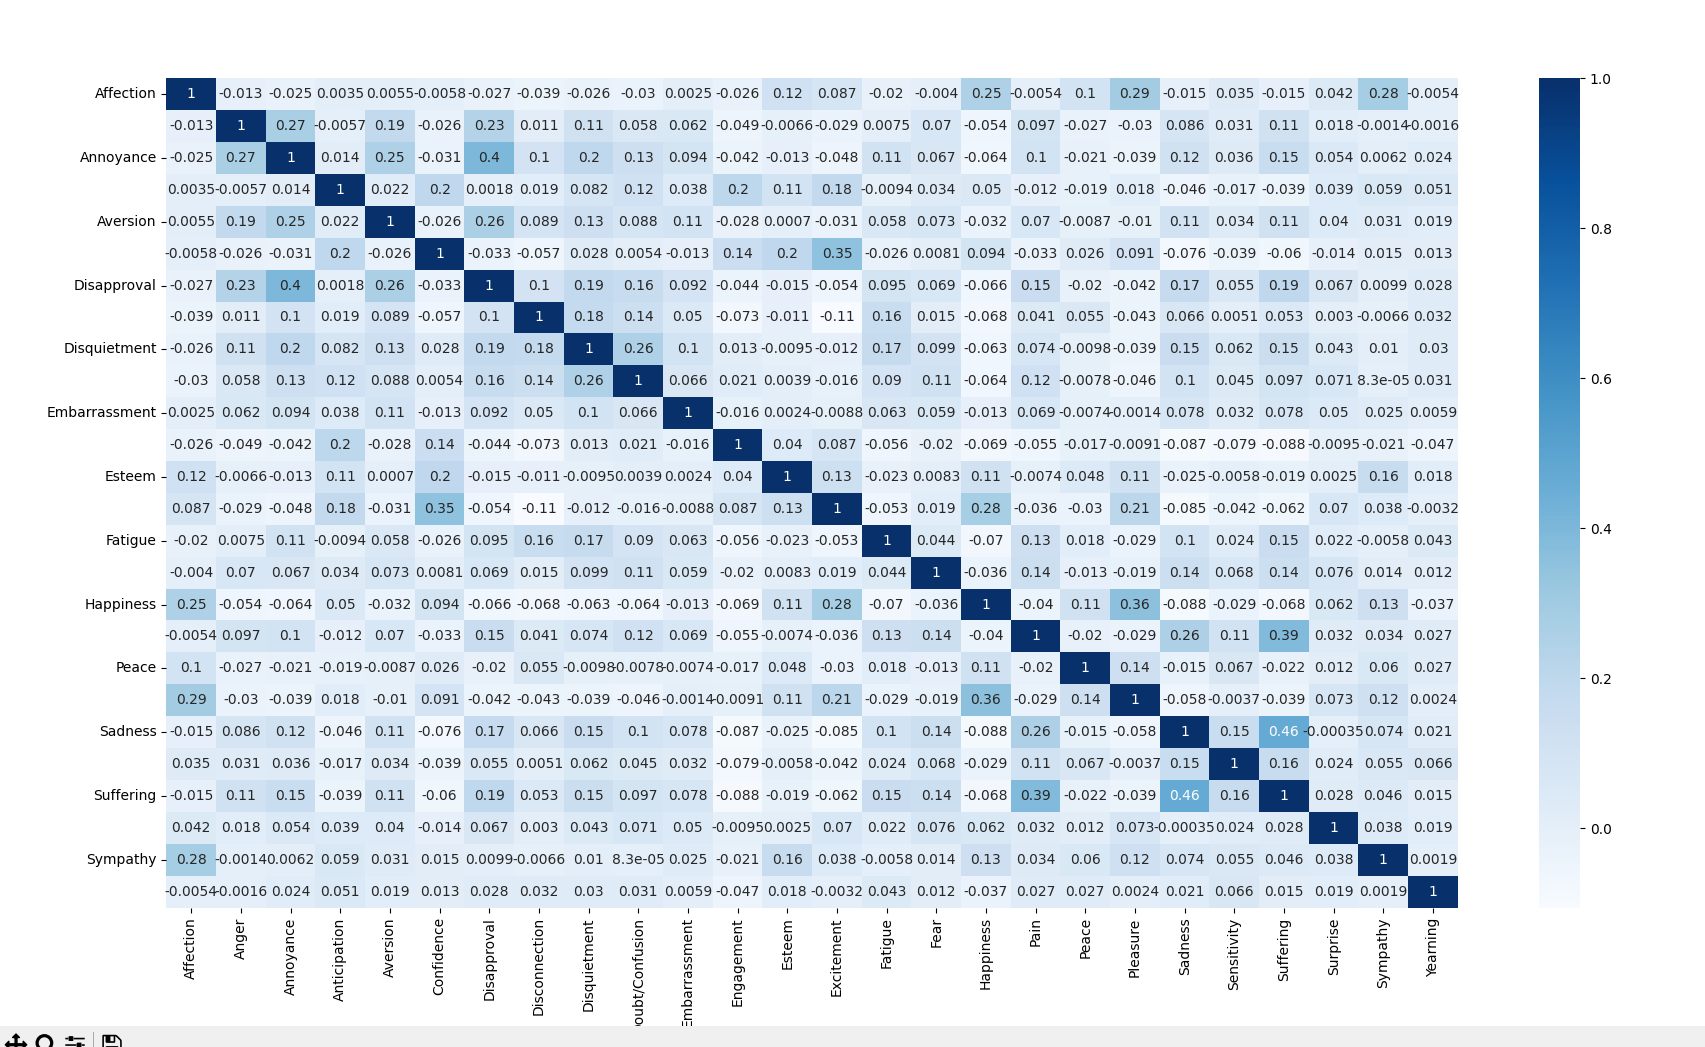 Affection 1 -0.013 -0.025 0.0035 0.0055 -0.0058 -0.027 -0.039 -0.026 -0.03 0.0025 -0.026 0.12 0.087 -0.02 -0.004 0.25 -0.0054 0.1 0.29 -0.015 0.035 -0.015 0.042 0.28 -0.0054 1.0
-0.013 1 0.27 -0.0057 0.19 -0.026 0.23 0.011 0.11 0.058 0.062 -0.049 -0.0066 -0.029 0.0075 0.07 -0.054 0.097 -0.027 -0.03 0.086 0.031 0.11 0.018 -0.0014 -0.0016
Annoyance -0.025 0.27 1 0.014 0.25 -0.031 0.4 0.1 0.2 0.13 0.094 -0.042 -0.013 -0.048 0.11 0.067 -0.064 0.1 -0.021 -0.039 0.12 0.036 0.15 0.054 0.0062 0.024
0.0035 -0.0057 0.014 1 0.022 0.2 0.0018 0.019 0.082 0.12 0.038 0.2 0.11 0.18 -0.0094 0.034 0.05 -0.012 -0.019 0.018 -0.046 -0.017 -0.039 0.039 0.059 0.051
Aversion 0.0055 0.19 0.25 0.022 1 -0.026 0.26 0.089 0.13 0.088 0.11 -0.028 0.0007 -0.031 0.058 0.073 -0.032 0.07 -0.0087 -0.01 0.11 0.034 0.11 0.04 0.031 0.019 0.8
-0.0058 -0.026 -0.031 0.2 -0.026 1 -0.033 -0.057 0.028 0.0054 -0.013 0.14 0.2 0.35 -0.026 0.0081 0.094 -0.033 0.026 0.091 -0.076 -0.039 -0.06 -0.014 0.015 0.013
Disapproval -0.027 0.23 0.4 0.0018 0.26 -0.033 1 0.1 0.19 0.16 0.092 -0.044 -0.015 -0.054 0.095 0.069 -0.066 0.15 -0.02 -0.042 0.17 0.055 0.19 0.067 0.0099 0.028
-0.039 0.011 0.1 0.019 0.089 -0.057 0.1 1 0.18 0.14 0.05 -0.073 -0.011 -0.11 0.16 0.015 -0.068 0.041 0.055 -0.043 0.066 0.0051 0.053 0.003 -0.0066 0.032
Disquietment -0.026 0.11 0.2 0.082 0.13 0.028 0.19 0.18 1 0.26 0.1 0.013 -0.0095 -0.012 0.17 0.099 -0.063 0.074 -0.0098 -0.039 0.15 0.062 0.15 0.043 0.01 0.03
-0.03 0.058 0.13 0.12 0.088 0.0054 0.16 0.14 0.26 1 0.066 0.021 0.0039 -0.016 0.09 0.11 -0.064 0.12 -0.0078 -0.046 0.1 0.045 0.097 0.071 8.3e-05 0.031 0.6
Embarrassment 0.0025 0.062 0.094 0.038 0.11 -0.013 0.092 0.05 0.1 0.066 1 -0.016 0.0024 -0.0088 0.063 0.059 -0.013 0.069 -0.0074 -0.0014 0.078 0.032 0.078 0.05 0.025 0.0059
-0.026 -0.049 -0.042 0.2 -0.028 0.14 -0.044 -0.073 0.013 0.021 -0.016 1 0.04 0.087 -0.056 -0.02 -0.069 -0.055 -0.017 -0.0091 -0.087 -0.079 -0.088 -0.0095 -0.021 -0.047
Esteem 0.12 -0.0066 -0.013 0.11 0.0007 0.2 -0.015 -0.011 -0.0095 0.0039 0.0024 0.04 1 0.13 -0.023 0.0083 0.11 -0.0074 0.048 0.11 -0.025 -0.0058 -0.019 0.0025 0.16 0.018
0.087 -0.029 -0.048 0.18 -0.031 0.35 -0.054 -0.11 -0.012 -0.016 -0.0088 0.087 0.13 1 -0.053 0.019 0.28 -0.036 -0.03 0.21 -0.085 -0.042 -0.062 0.07 0.038 -0.0032
Fatigue -0.02 0.0075 0.11 -0.0094 0.058 -0.026 0.095 0.16 0.17 0.09 0.063 -0.056 -0.023 -0.053 1 0.044 -0.07 0.13 0.018 -0.029 0.1 0.024 0.15 0.022 -0.0058 0.043 0.4
-0.004 0.07 0.067 0.034 0.073 0.0081 0.069 0.015 0.099 0.11 0.059 -0.02 0.0083 0.019 0.044 1 -0.036 0.14 -0.013 -0.019 0.14 0.068 0.14 0.076 0.014 0.012
Happiness 0.25 -0.054 -0.064 0.05 -0.032 0.094 -0.066 -0.068 -0.063 -0.064 -0.013 -0.069 0.11 0.28 -0.07 -0.036 1 -0.04 0.11 0.36 -0.088 -0.029 -0.068 0.062 0.13 -0.037
-0.0054 0.097 0.1 -0.012 0.07 -0.033 0.15 0.041 0.074 0.12 0.069 -0.055 -0.0074 -0.036 0.13 0.14 -0.04 1 -0.02 -0.029 0.26 0.11 0.39 0.032 0.034 0.027
Peace 0.1 -0.027 -0.021 -0.019 -0.0087 0.026 -0.02 0.055 -0.0098 -0.0078 -0.0074 -0.017 0.048 -0.03 0.018 -0.013 0.11 -0.02 1 0.14 -0.015 0.067 -0.022 0.012 0.06 0.027
0.29 -0.03 -0.039 0.018 -0.01 0.091 -0.042 -0.043 -0.039 -0.046 -0.0014 -0.0091 0.11 0.21 -0.029 -0.019 0.36 -0.029 0.14 1 -0.058 -0.0037 -0.039 0.073 0.12 0.0024 0.2
Sadness -0.015 0.086 0.12 -0.046 0.11 -0.076 0.17 0.066 0.15 0.1 0.078 -0.087 -0.025 -0.085 0.1 0.14 -0.088 0.26 -0.015 -0.058 1 0.15 0.46 -0.00035 0.074 0.021
0.035 0.031 0.036 -0.017 0.034 -0.039 0.055 0.0051 0.062 0.045 0.032 -0.079 -0.0058 -0.042 0.024 0.068 -0.029 0.11 0.067 -0.0037 0.15 1 0.16 0.024 0.055 0.066
Suffering -0.015 0.11 0.15 -0.039 0.11 -0.06 0.19 0.053 0.15 0.097 0.078 -0.088 -0.019 -0.062 0.15 0.14 -0.068 0.39 -0.022 -0.039 0.46 0.16 1 0.028 0.046 0.015
0.042 0.018 0.054 0.039 0.04 -0.014 0.067 0.003 0.043 0.071 0.05 -0.0095 0.0025 0.07 0.022 0.076 0.062 0.032 0.012 0.073 -0.00035 0.024 0.028 1 0.038 0.019 0.0
Sympathy 0.28 -0.0014 0.0062 0.059 0.031 0.015 0.0099 -0.0066 0.01 8.3e-05 0.025 -0.021 0.16 0.038 -0.0058 0.014 0.13 0.034 0.06 0.12 0.074 0.055 0.046 0.038 1 0.0019
-0.0054 -0.0016 0.024 0.051 0.019 0.013 0.028 0.032 0.03 0.031 0.0059 -0.047 0.018 -0.0032 0.043 0.012 -0.037 0.027 0.027 0.0024 0.021 0.066 0.015 0.019 0.0019 1
Affection
Anger
Annoyance
Anticipation
Aversion
Confidence
Disapproval
Disconnection
Disquietment
oubt/Confusion
Embarrassment
Engagement
Esteem
Excitement
Fatigue
Fear
Happiness
Pain
Peace
Pleasure
Sadness
Sensitivity
Suffering
Surprise
Sympathy
Yearning